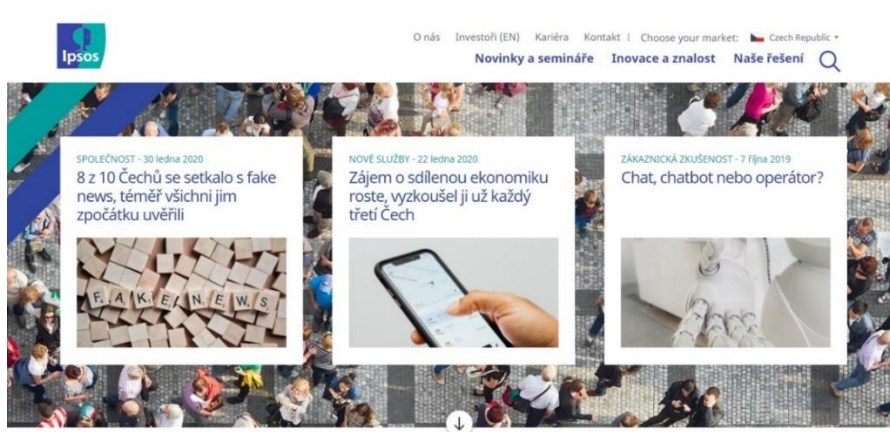 Ipsos
O nás Investoři (EN) Kariéra Kontakt | Choose your market: Czech Republic
Novinky a semináře Inovace a znalost Naše řešení
SPOLEČNOST - 30 ledna 2020
8 z 10 Čechů se setkalo s fake
news, téměř všichni jim
zpočátku uvěřili
FAKE NEWS
NOVÉ SLUŽBY - 22 ledna 2020
Zájem o sdílenou ekonomiku
roste, vyzkoušel ji už každý
třetí Čech
ZÁKAZNICKÁ ZKUŠENOST - 7 října 2019
Chat, chatbot nebo operátor?